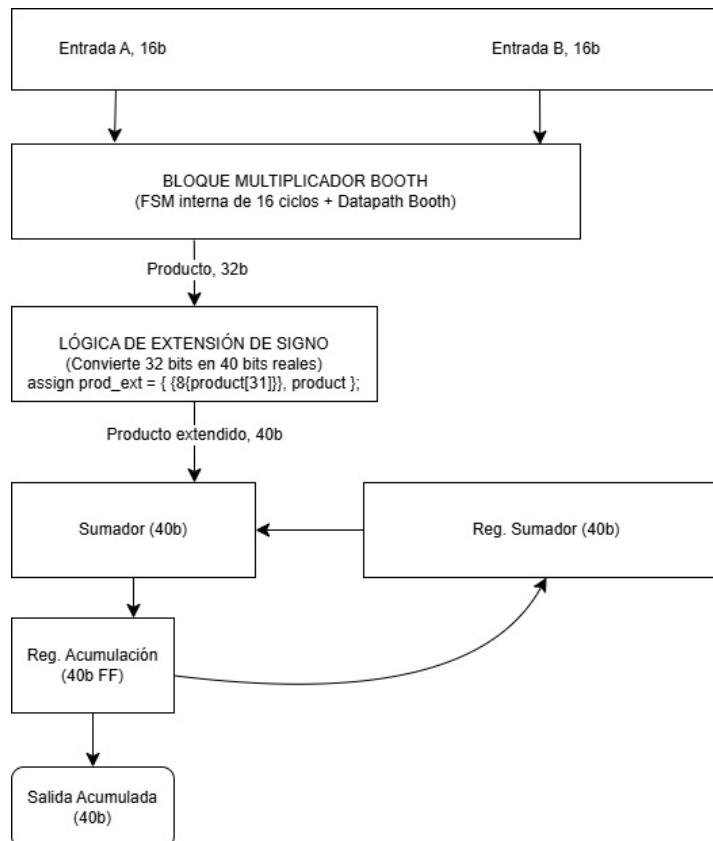 Entrada A, 16b
Entrada B, 16b
BLOQUE MULTIPLICADOR BOOTH
(FSM interna de 16 ciclos + Datapath Booth)
Producto, 32b
LÓGICA DE EXTENSIÓN DE SIGNO
(Convierte 32 bits en 40 bits reales)
assign prod_ext = { {8{product[31]}}, product };
Producto extendido, 40b
Sumador (40b)
Reg. Sumador (40b)
Reg. Acumulación
(40b FF)
Salida Acumulada
(40b)